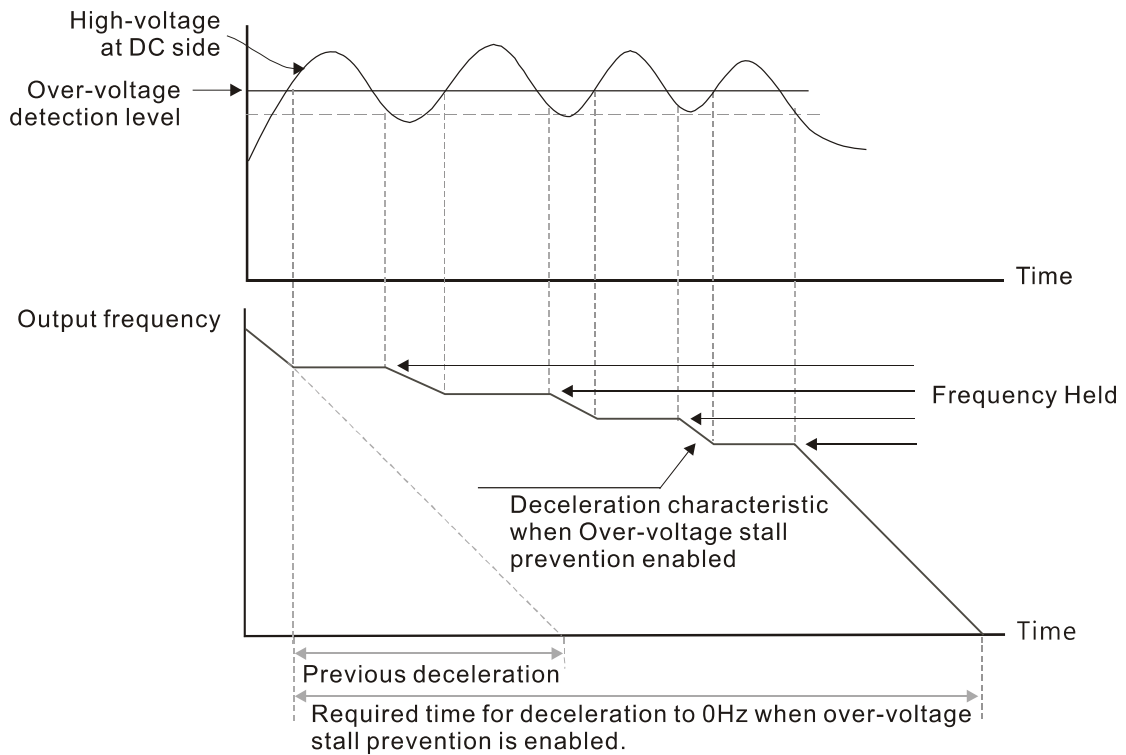 High-voltage
at DC side
Over-voltage
detection level
Time
Output frequency
Frequency Held
Deceleration characteristic
when Over-voltage stall
prevention enabled
Time
Previous deceleration
Required time for deceleration to 0Hz when over-voltage
stall prevention is enabled.